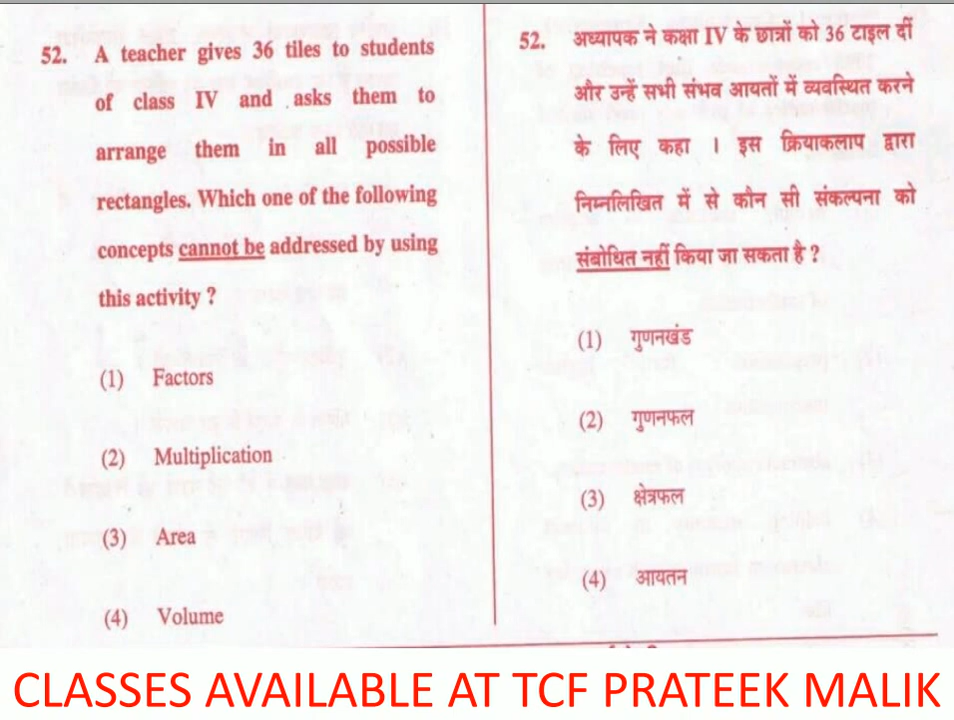 52. A teacher gives 36 tiles to students
of class IV and asks them to
arrange them in all possible
rectangles. Which one of the following
concepts cannot be addressed by using
this activity ?
(1) Factors
(2) Multiplication
(3) Area
(4) Volume
52. अध्यापक ने कक्षा IV के छात्रों को 36 टाइल दीं
और उन्हें सभी संभव आयतों में व्यवस्थित करने
के लिए कहा । इस क्रियाकलाप द्वारा
निम्नलिखित में से कौन सी संकल्पना को
संबोधित नहीं किया जा सकता है ?
(1) गुणनखंड
(2) गुणनफल
(3) क्षेत्रफल
(4) आयतन
CLASSES AVAILABLE AT TCF PRATEEK MALIK